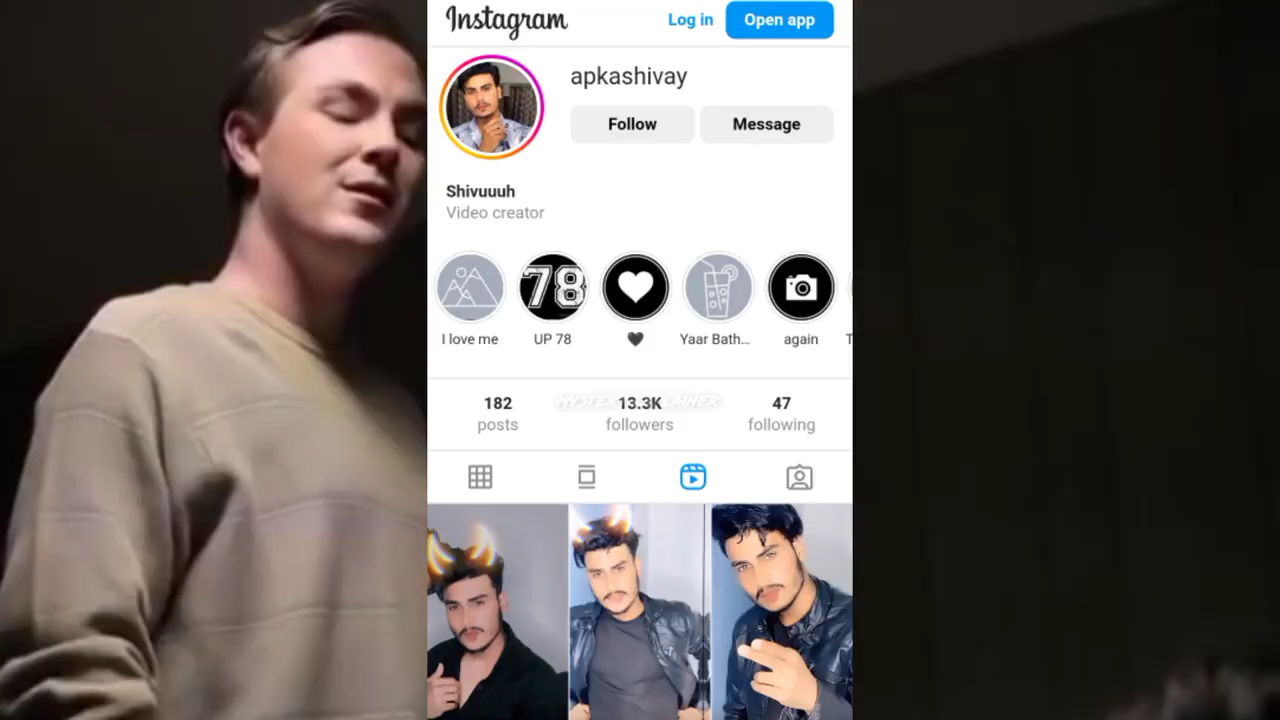 Instagram
Log in
Open app
apkashivay
Follow
Message
Shivuuuh
Video creator
78
I love me
UP 78
🖤
Yaar Bath...
again
T
182
13.3K
47
posts
followers
following